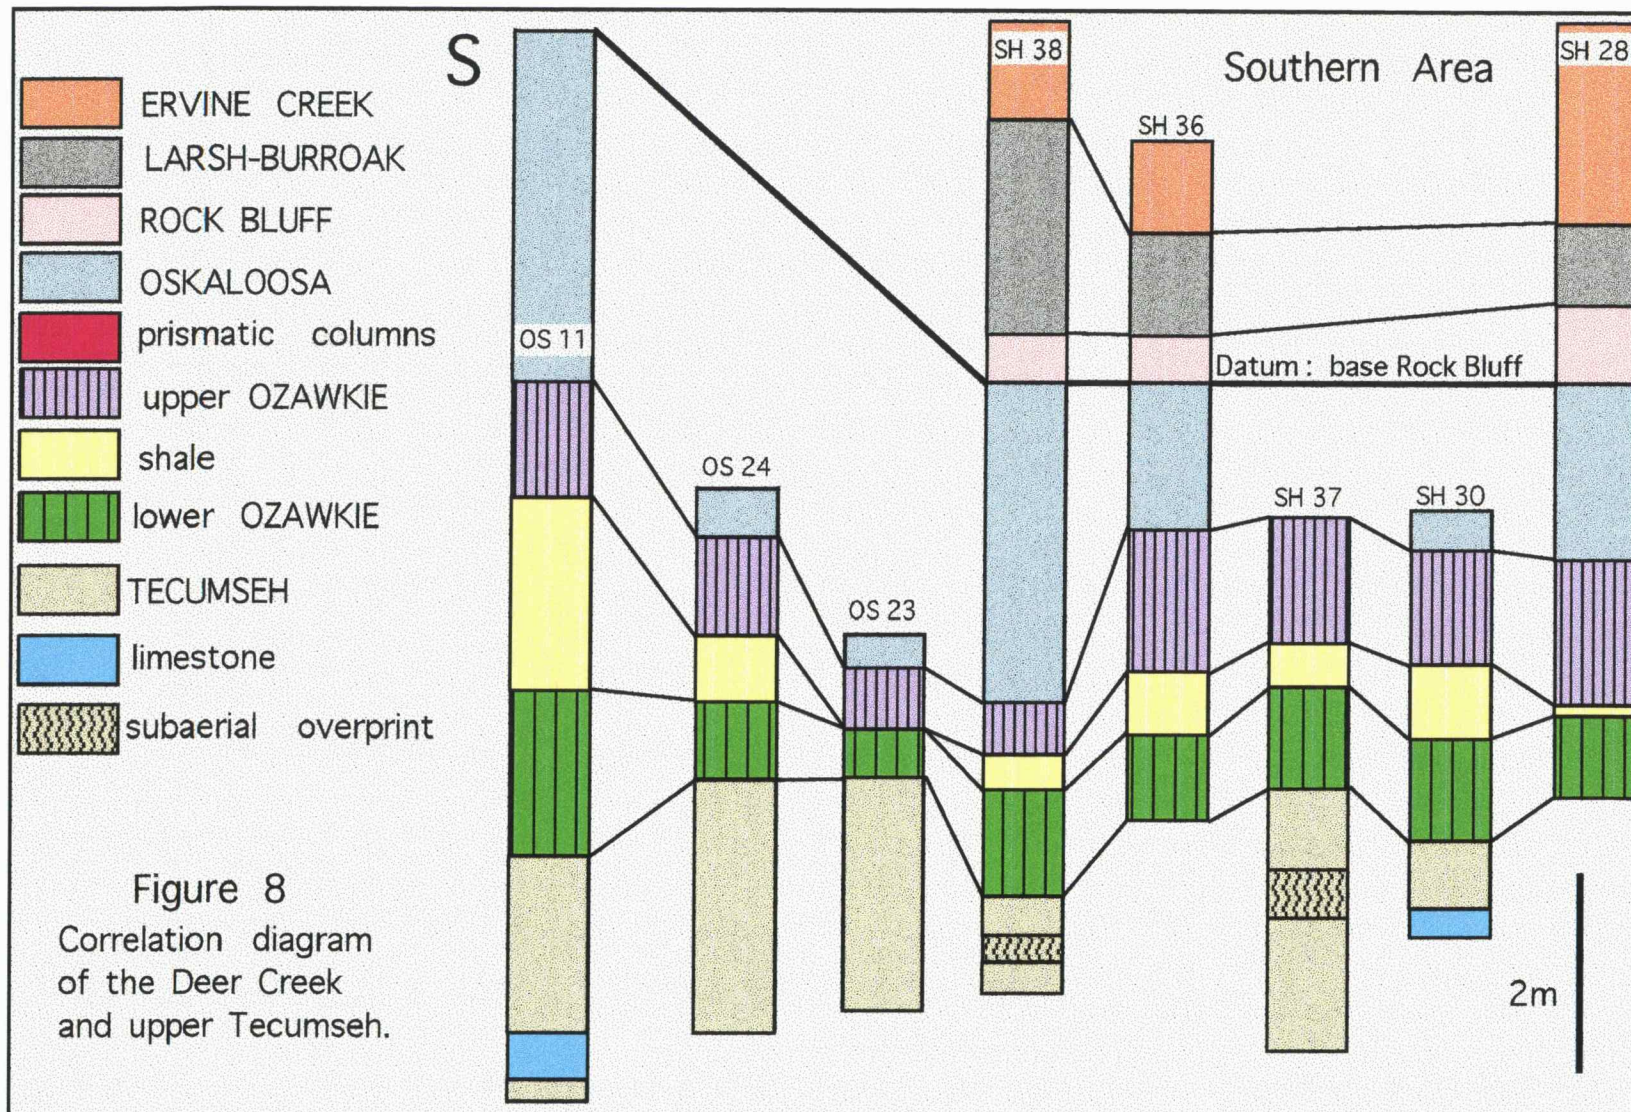 S
Southern Area
ERVINE CREEK
LARSH-BURROAK
ROCK BLUFF
OSKALOOSA
prismatic columns
upper OZAWKIE
shale
lower OZAWKIE
TECUMSEH
limestone
subaerial overprint
OS 11
OS 24
OS 23
SH 38
SH 36
SH 37
SH 30
SH 28
Datum : base Rock Bluff
2m
Figure 8
Correlation diagram
of the Deer Creek
and upper Tecumseh.